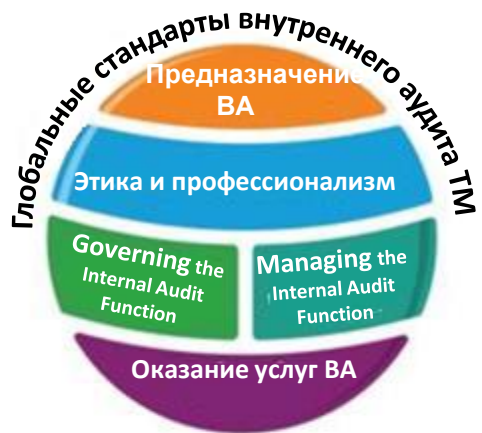 Глобальные стандарты внутреннего аудита ТМ
Предназначение
ВА
Этика и профессионализм
Governing the
Internal Audit
Function
Managing the
Internal Audit
Function
Оказание услуг ВА